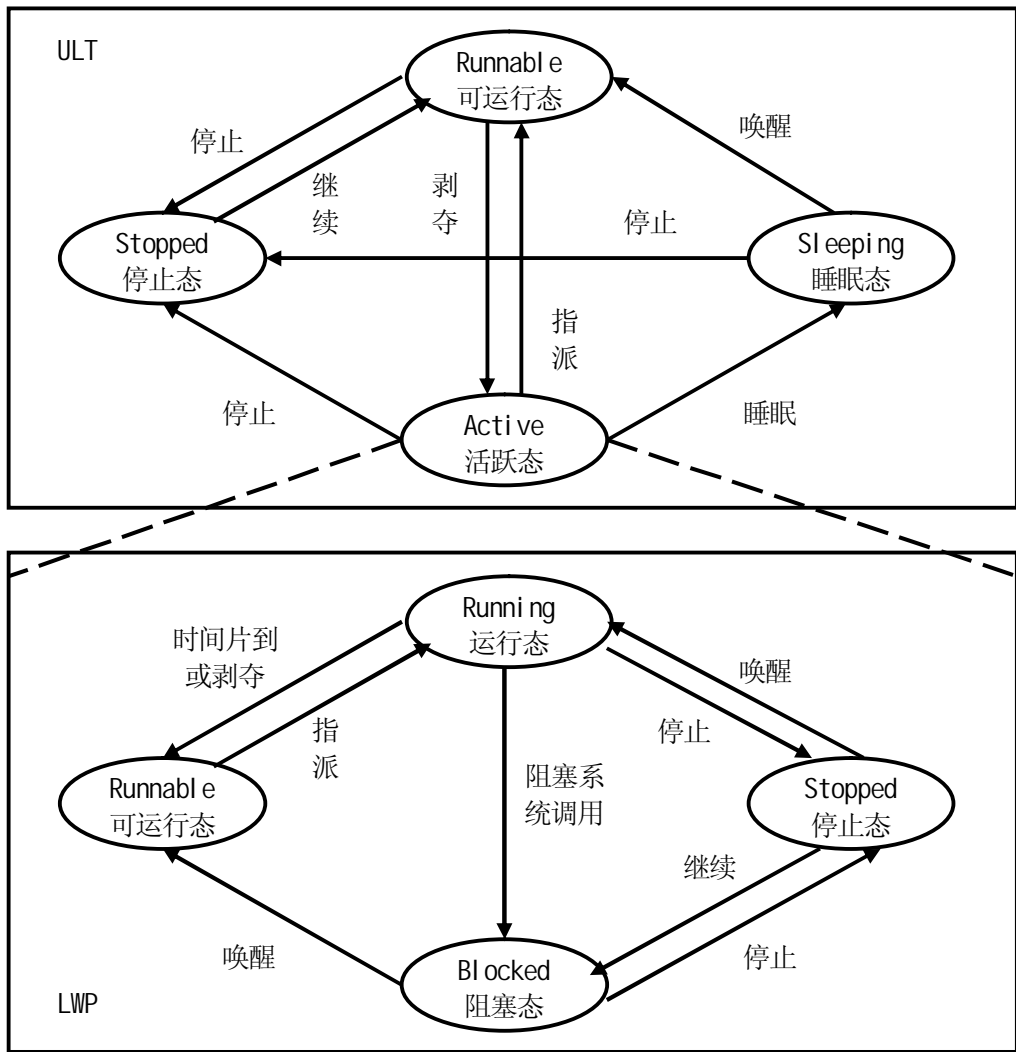 ULT
Runnable
可运行态
唤醒
停止
继
续
剥
夺
停止
Stopped
停止态
Sleeping
睡眠态
指
派
停止
睡眠
Active
活跃态
Running
运行态
时间片到
或剥夺
唤醒
指
派
停止
Runnable
可运行态
阻塞系
统调用
Stopped
停止态
继续
唤醒
停止
Blocked
阻塞态
LWP